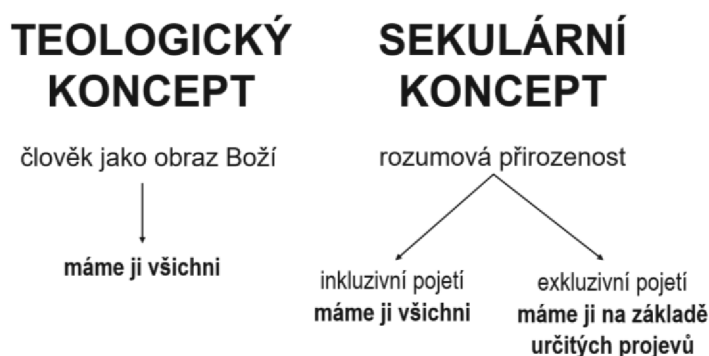 TEOLOGICKÝ
KONCEPT
člověk jako obraz Boží
máme ji všichni
SEKULÁRNÍ
KONCEPT
rozumová přirozenost
inkluzivní pojetí
máme ji všichni
exkluzivní pojetí
máme ji na základě
určitých projevů